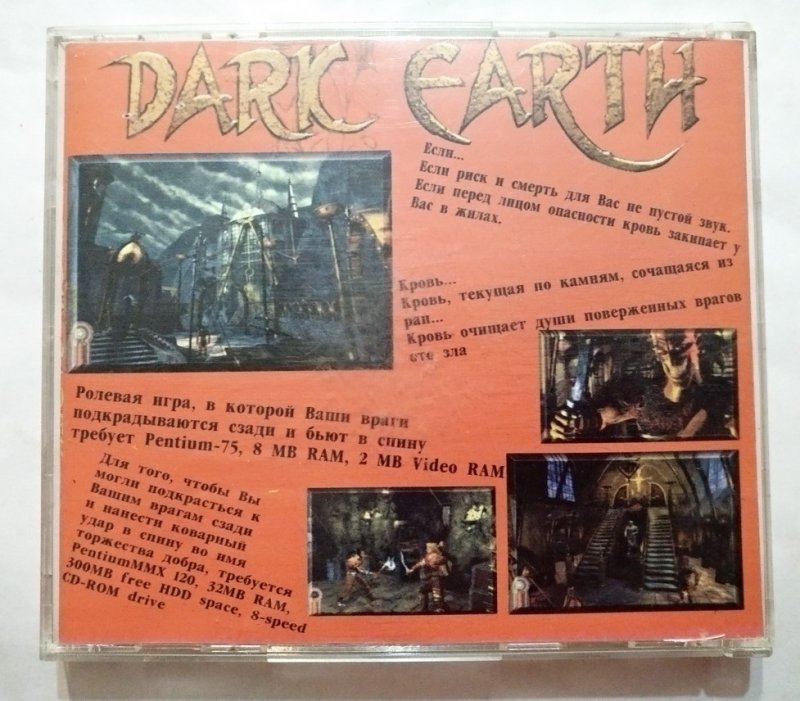 DARK EARTH
Если...
Если риск и смерть для Вас не пустой звук.
Если перед лицом опасности кровь закипает у
Вас в жилах.
Кровь...
Кровь, текущая по камням, сочащаяся из
ран...
Кровь очищает души поверженных врагов
ото зла
Ролевая игра, в которой Ваши враги
подкрадываются сзади и бьют в спину
требует Pentium-75, 8 MB RAM, 2 MB Video RAM
Для того, чтобы Вы
могли подкрасться к
Вашим врагам сзади
и нанести коварный
удар в спину во имя
торжества добра, требуется
PentiumMMX 120, 32MB RAM,
300MB free HDD space, 8-speed
CD-ROM drive